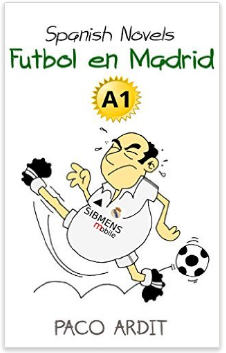 Spanish Novels
Futbol en Madrid
A1
SIBMENS
mobile
PACO ARDIT